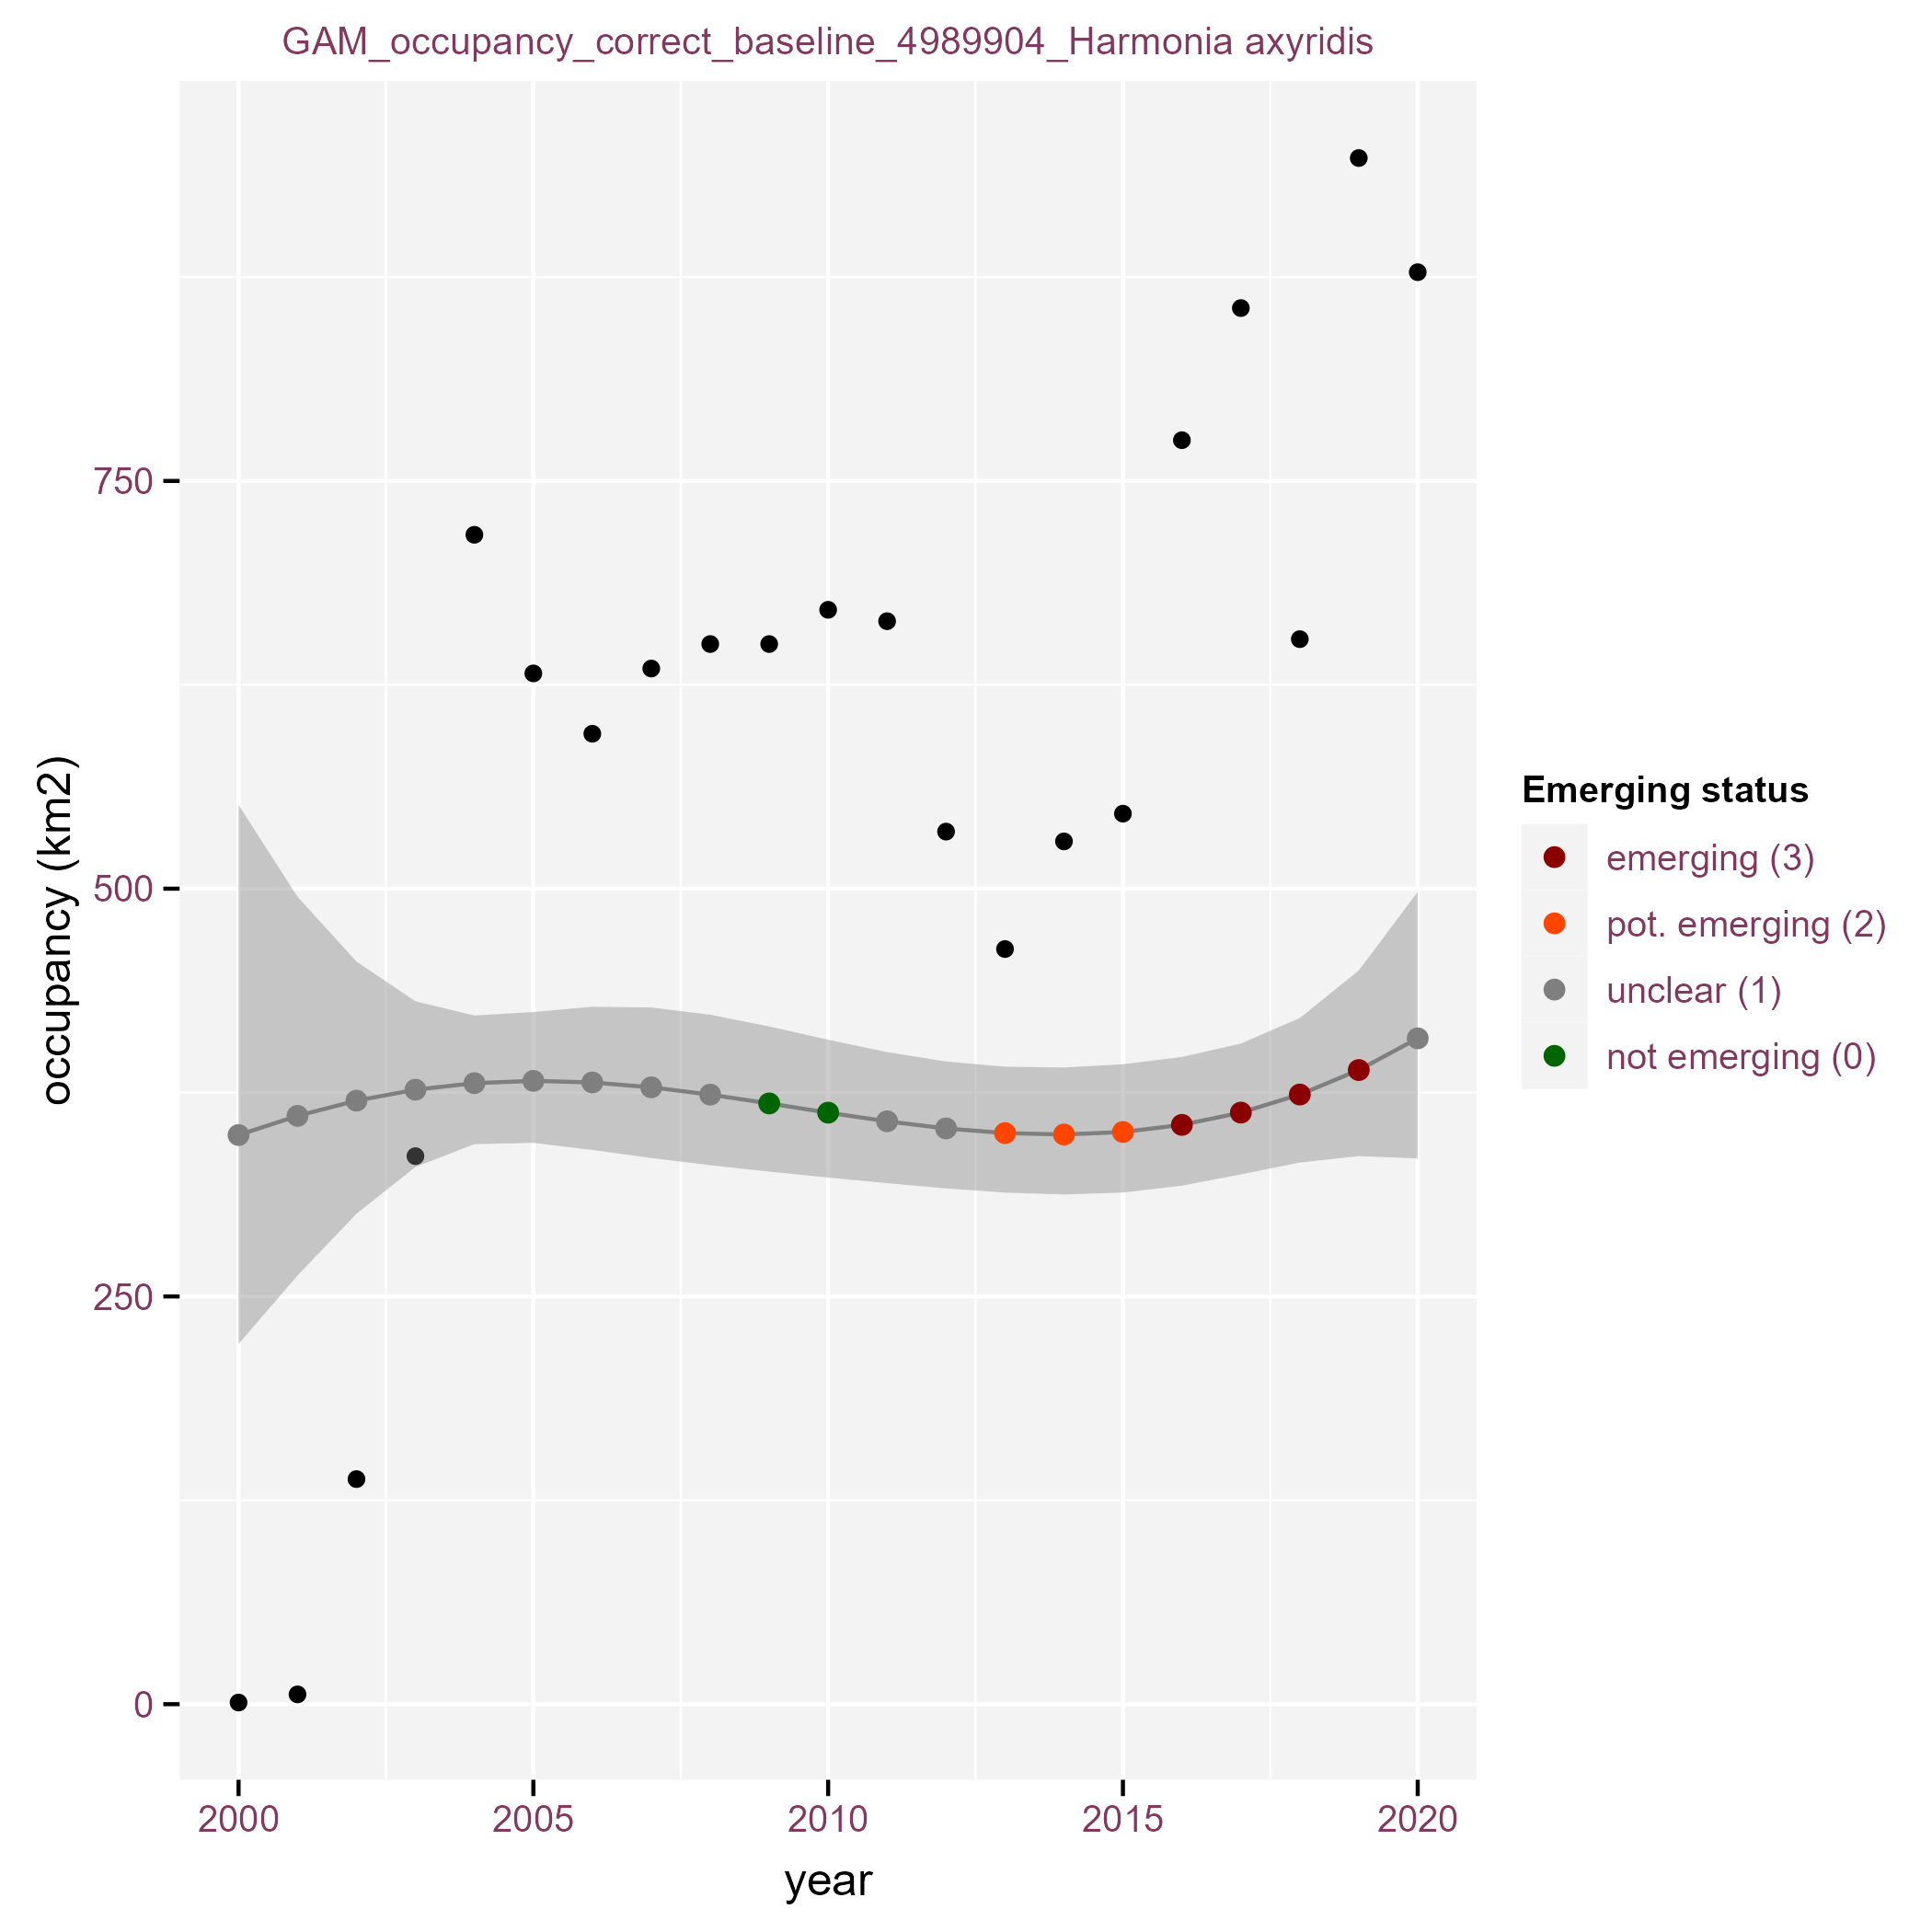 GAM_occupancy_correct_baseline_4989904_Harmonia axyridis
occupancy (km2)
750
500
250
0
2000 2005 2010 2015 2020
year
Emerging status
emerging (3)
pot. emerging (2)
unclear (1)
not emerging (0)